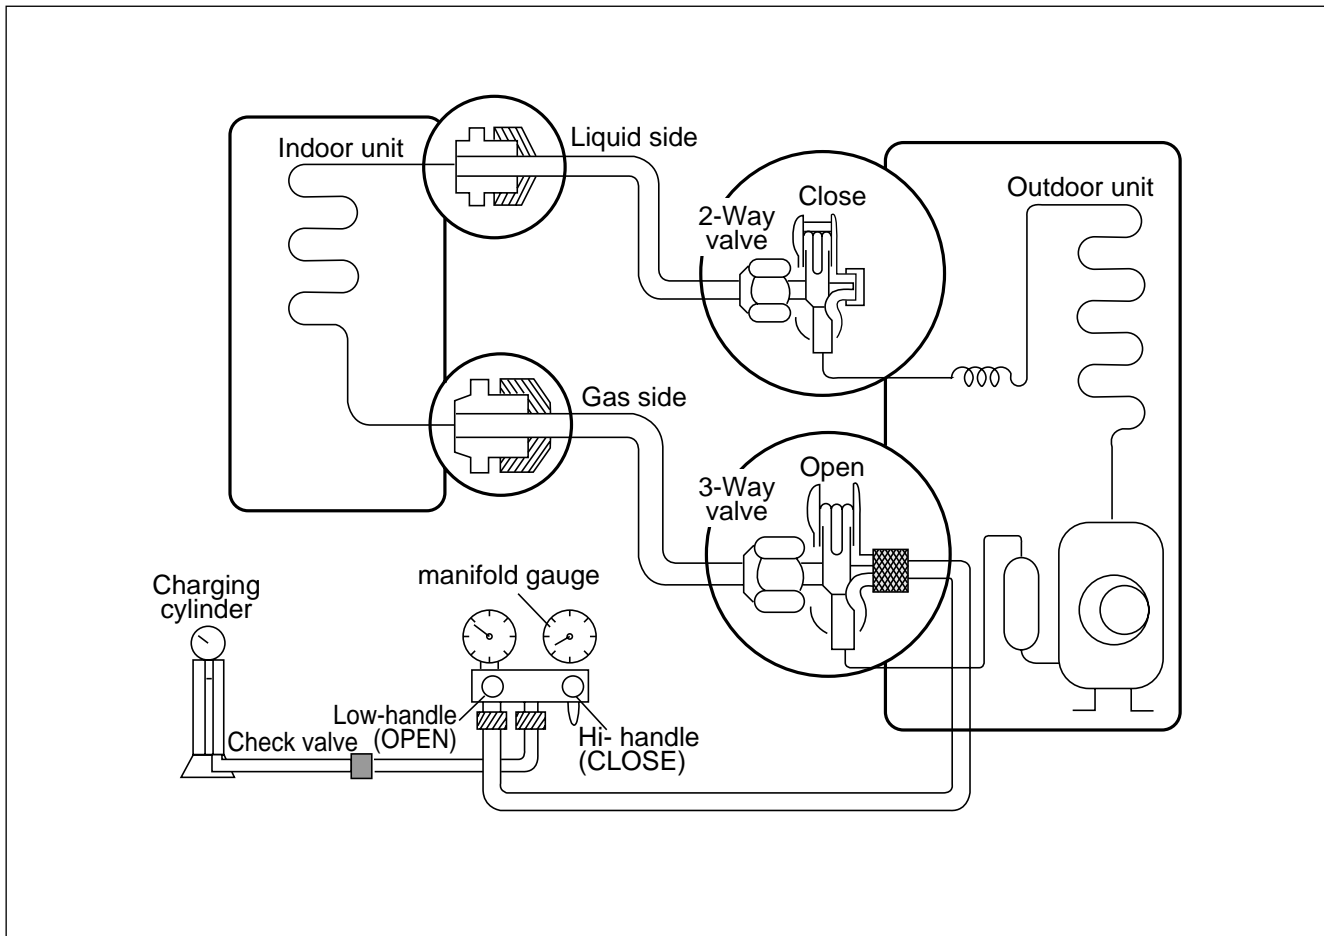 Indoor unit
Liquid side
2-Way
valve
Close
Outdoor unit
Gas side
3-Way
valve
Open
Charging
cylinder
manifold gauge
Low-handle
(OPEN)
Check valve
Hi- handle
(CLOSE)